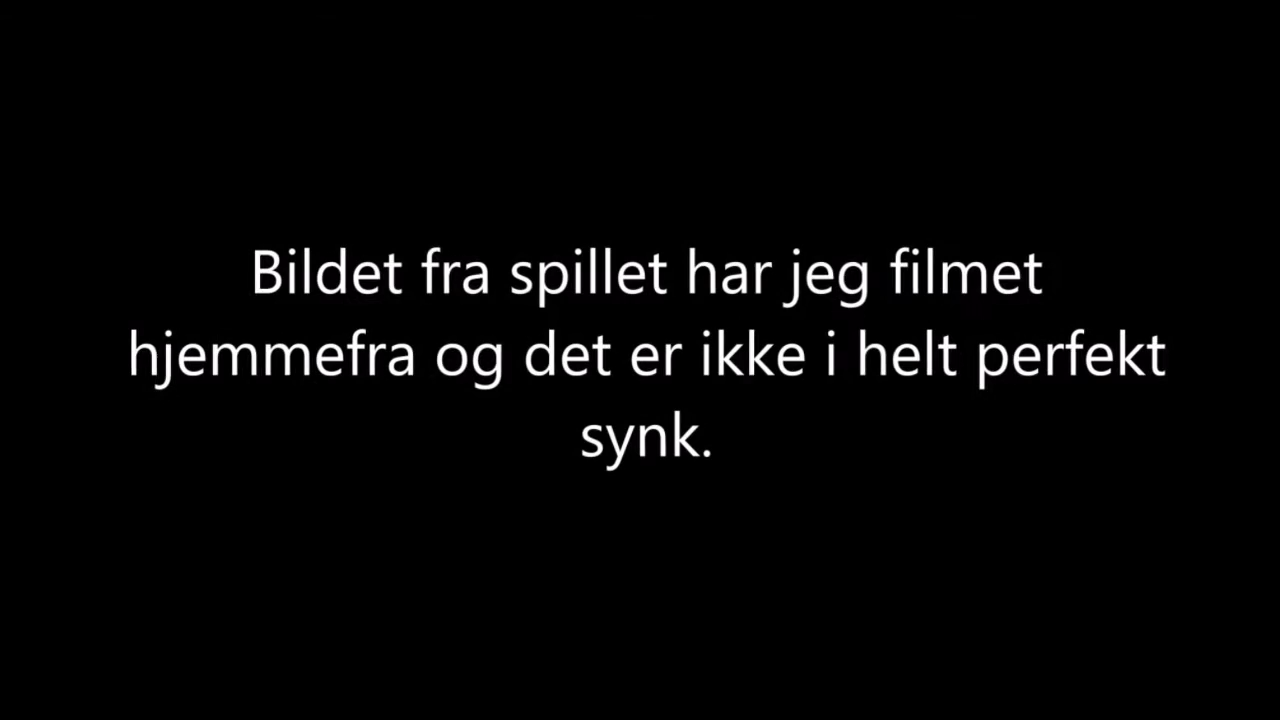 Bildet fra spillet har jeg filmet
hjemmefra og det er ikke i helt perfekt
synk.